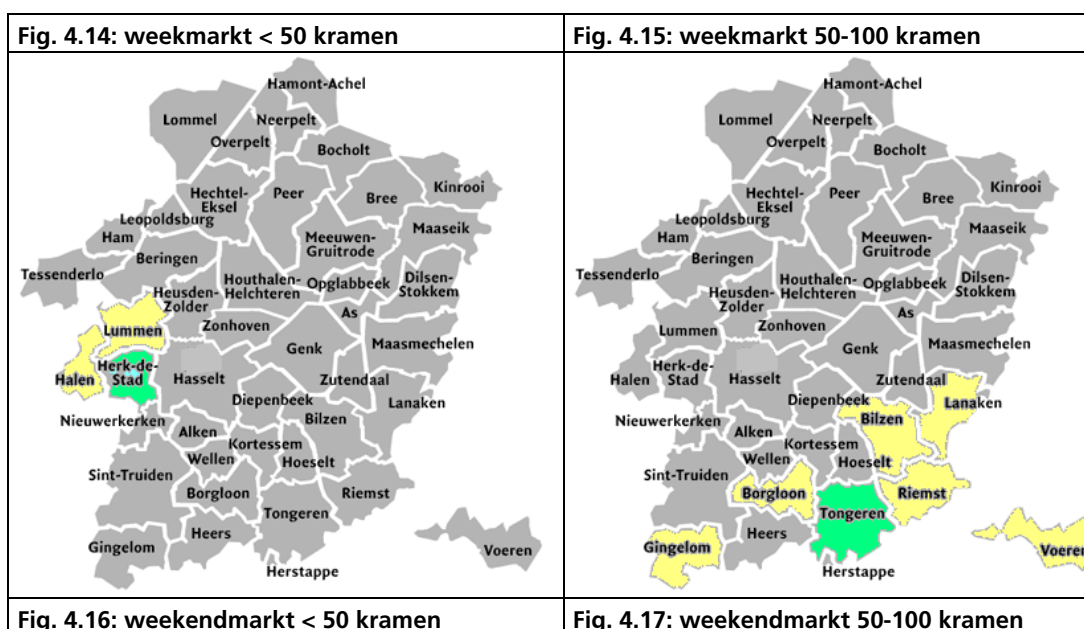 Fig. 4.14: weekmarkt < 50 kramen
Hamont-Achel
Lommel
Neerpelt
Overpelt
Bocholt
Kinrooi
Hechtel-
Eksel
Peer
Bree
Leopoldsburg
Maaseik
Ham
Meeuwen-
Gruitrode
Beringen
Tessenderlo
Houthalen-
Helchteren
Opglabbeek
Dilsen-
Stokkem
Heusden-
Zolder
As
Lummen
Zonhoven
Genk
Maasmechelen
Halen
Herk-de-
Stad
Hasselt
Zutendaal
Diepenbeek
Lanaken
Nieuwerkerken
Bilzen
Alken
Kortessem
Wellen
Hoeselt
Sint-Truiden
Borgloon
Riemst
Tongeren
Heers
Gingelom
Voeren
Herstappe
Fig. 4.15: weekmarkt 50-100 kramen
Hamont-Achel
Lommel
Neerpelt
Overpelt
Bocholt
Kinrooi
Hechtel-
Eksel
Peer
Bree
Leopoldsburg
Maaseik
Ham
Meeuwen-
Gruitrode
Beringen
Tessenderlo
Houthalen-
Helchteren
Opglabbeek
Dilsen-
Stokkem
Heusden-
Zolder
As
Lummen
Zonhoven
Genk
Maasmechelen
Halen
Herk-de-
Stad
Hasselt
Zutendaal
Diepenbeek
Lanaken
Nieuwerkerken
Bilzen
Alken
Kortessem
Wellen
Hoeselt
Sint-Truiden
Borgloon
Riemst
Tongeren
Heers
Gingelom
Voeren
Herstappe
Fig. 4.16: weekendmarkt < 50 kramen
Fig. 4.17: weekendmarkt 50-100 kramen